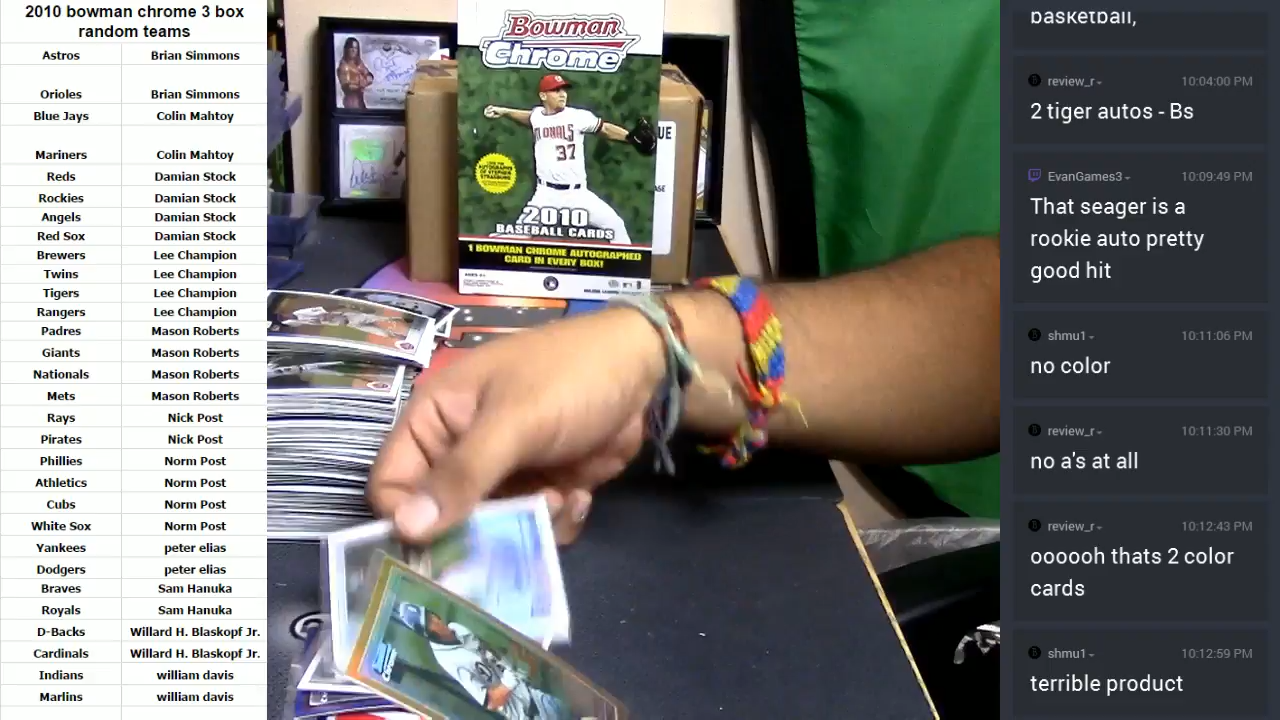 2010 bowman chrome 3 box
random teams
Astros Brian Simmons
Orioles Brian Simmons
Blue Jays Colin Mahtoy
Mariners Colin Mahtoy
Reds Damian Stock
Rockies Damian Stock
Angels Damian Stock
Red Sox Damian Stock
Brewers Lee Champion
Twins Lee Champion
Tigers Lee Champion
Rangers Lee Champion
Padres Mason Roberts
Giants Mason Roberts
Nationals Mason Roberts
Mets Mason Roberts
Rays Nick Post
Pirates Nick Post
Phillies Norm Post
Athletics Norm Post
Cubs Norm Post
White Sox Norm Post
Yankees peter elias
Dodgers peter elias
Braves Sam Hanuka
Royals Sam Hanuka
D-Backs Willard H. Blaskopf Jr.
Cardinals Willard H. Blaskopf Jr.
Indians william davis
Marlins william davis
Bowman
Chrome
37
2010
BASEBALL CARDS
1 BOWMAN CHROME AUTOGRAPHED
CARD IN EVERY BOX!
basketball,
review_r 10:04:00 PM
2 tiger autos - Bs
EvanGames3 10:09:49 PM
That seager is a
rookie auto pretty
good hit
shmu1 10:11:06 PM
no color
review_r 10:11:30 PM
no a's at all
review_r 10:12:43 PM
oooooh thats 2 color
cards
shmu1 10:12:59 PM
terrible product